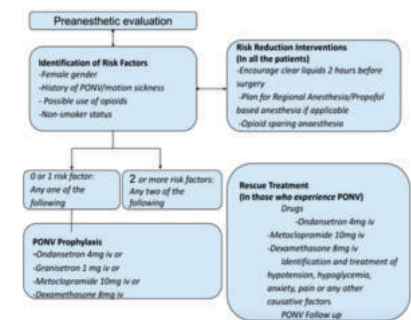 Preanesthetic evaluation
Identification of Risk Factors
-Female gender
-History of PONV/motion sickness
- Possible use of opioids
-Non-smoker status
Risk Reduction Interventions
(In all the patients)
-Encourage clear liquids 2 hours before
surgery
-Plan for Regional Anesthesia/Propofol
based anesthesia if applicable
-Opioid sparing anaesthesia
0 or 1 risk factor:
Any one of the
following
2 or more risk factors:
Any two of the
following
PONV Prophylaxis
-Ondansetron 4mg iv or
-Granisetron 1 mg iv or
-Metoclopramide 10mg iv or
-Dexamethasone 8mg iv
Rescue Treatment
(In those who experience PONV)
Drugs
-Ondansetron 4mg iv
-Metoclopramide 10mg iv
-Dexamethasone 8mg iv
Identification and treatment of
hypotension, hypoglycemia,
anxiety, pain or any other
causative factors
PONV Follow up